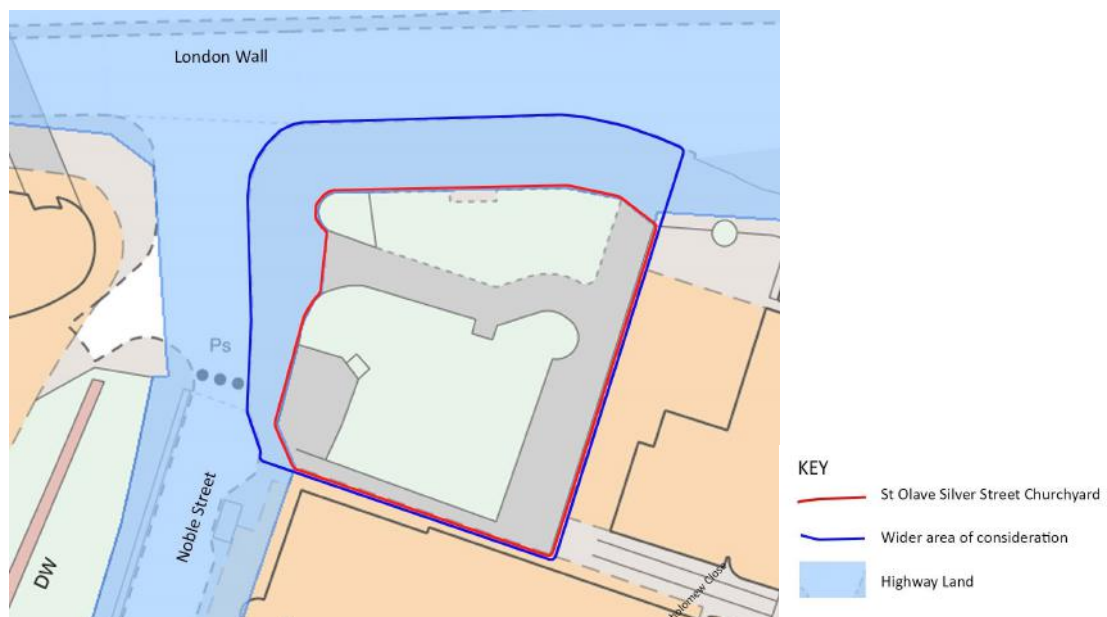 London Wall
Ps
Noble Street
DW
KEY
St Olave Silver Street Churchyard
Wider area of consideration
Highway Land